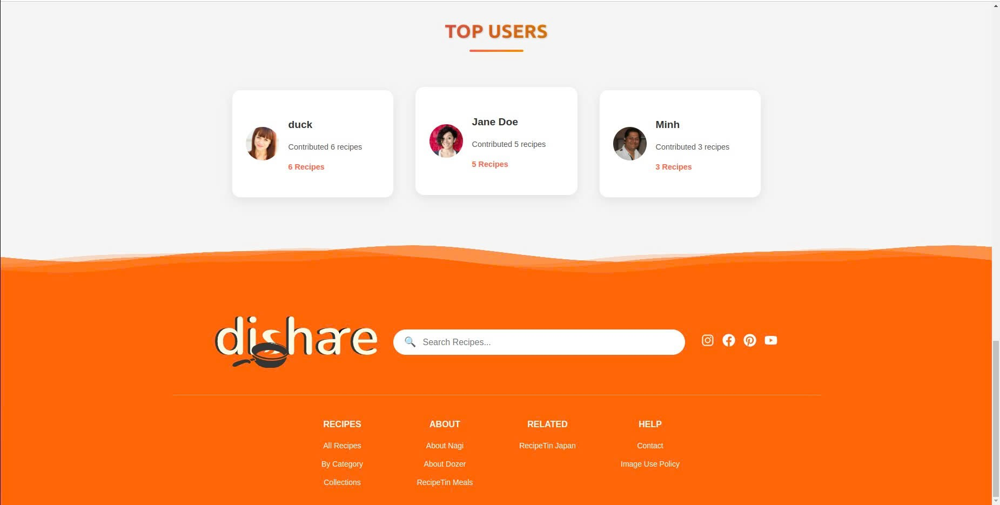 TOP USERS
duck
Contributed 6 recipes
6 Recipes
Jane Doe
Contributed 5 recipes
5 Recipes
Minh
Contributed 3 recipes
3 Recipes
dishare
Search Recipes...
RECIPES
All Recipes
By Category
Collections
ABOUT
About Nagi
About Dozer
RecipeTin Meals
RELATED
RecipeTin Japan
HELP
Contact
Image Use Policy